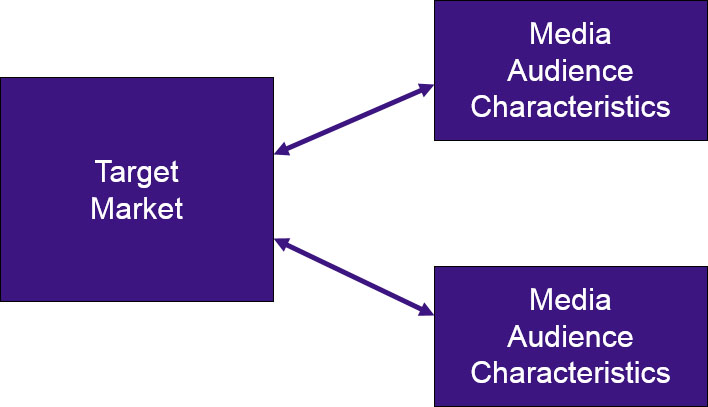 Target
Market
Media
Audience
Characteristics
Media
Audience
Characteristics